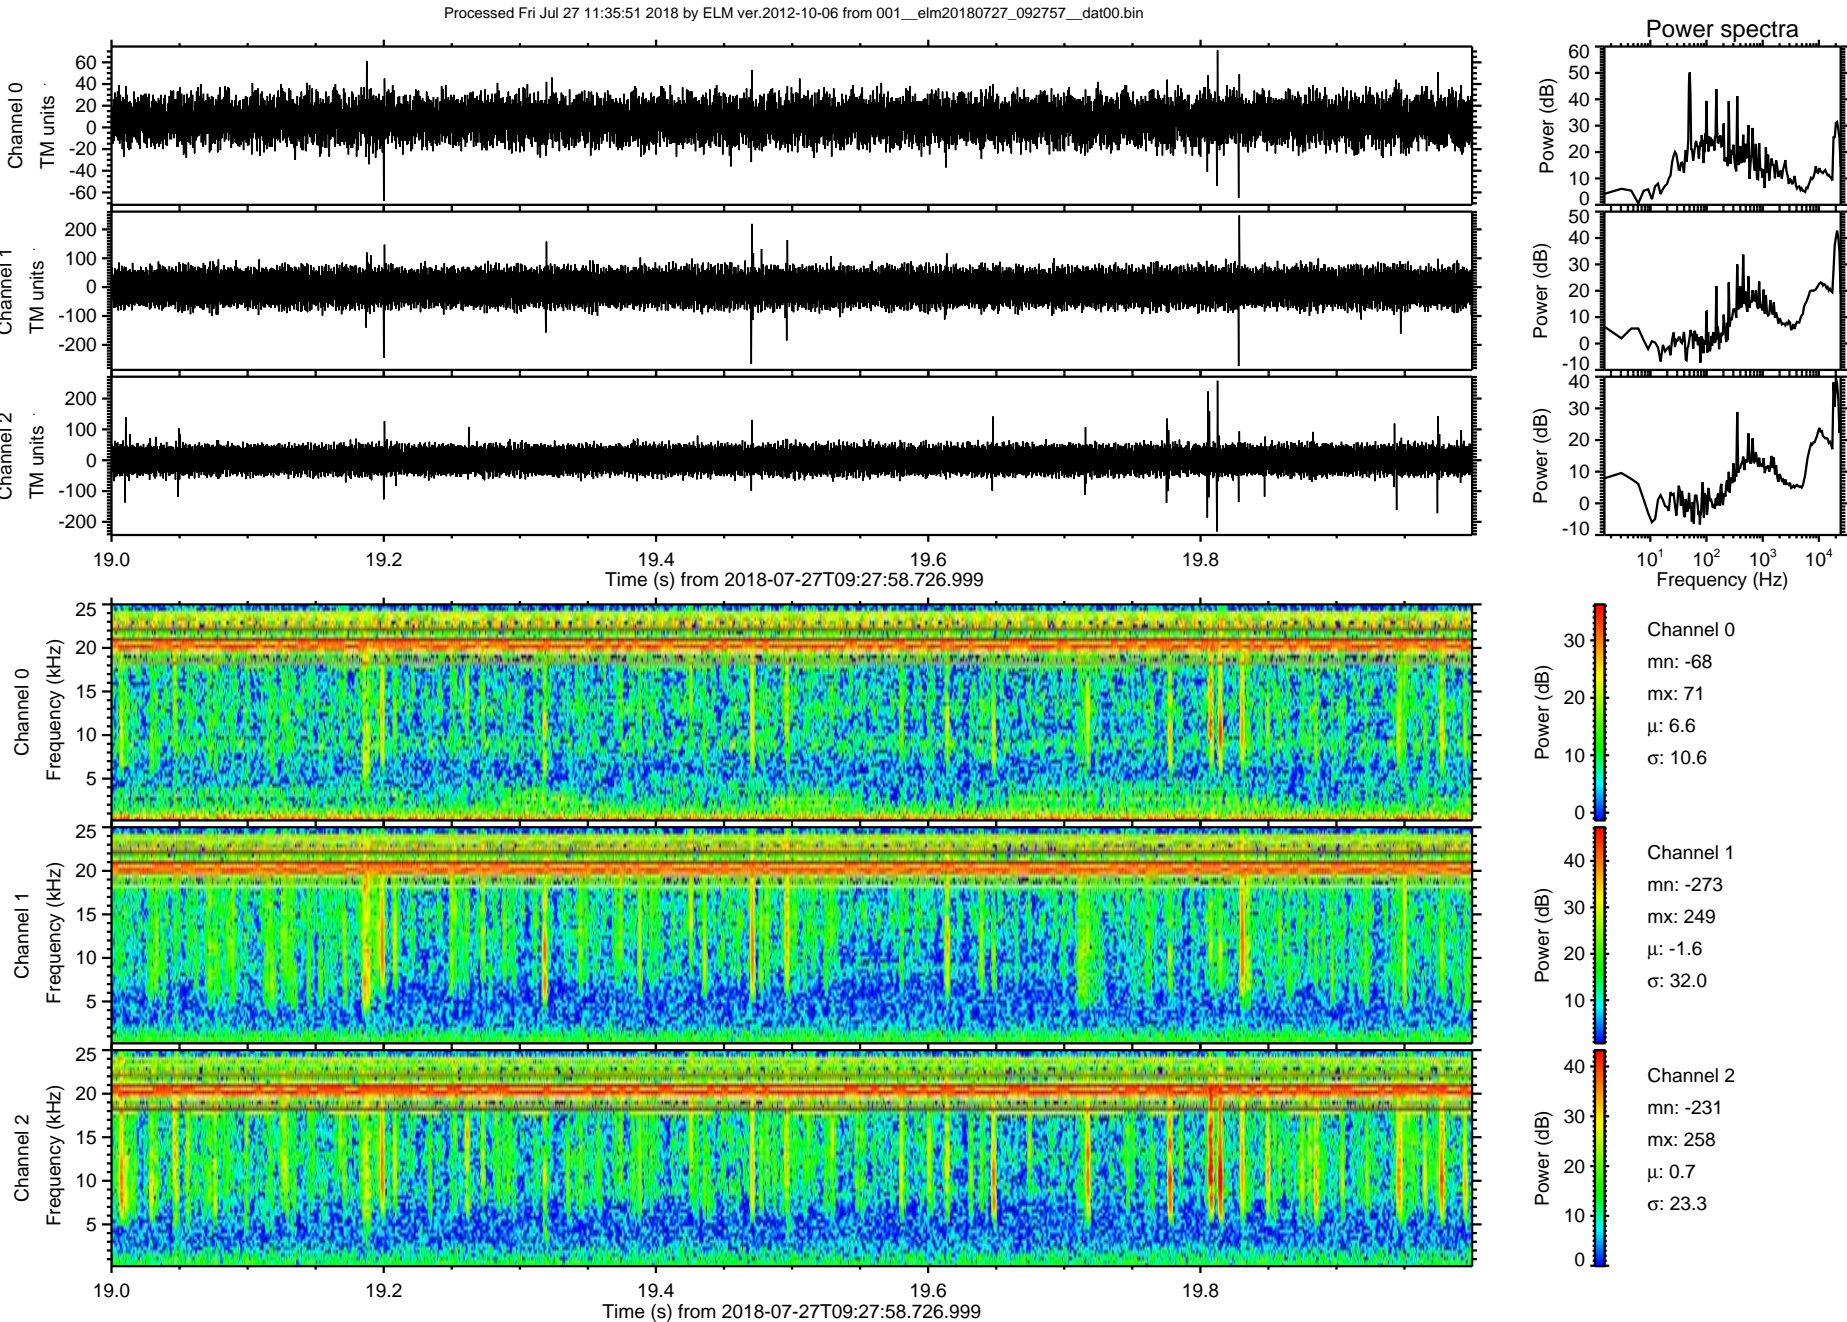 Processed Fri Jul 27 11:35:51 2018 by ELM ver.2012-10-06 from 001__elm20180727_092757__dat00.bin
Power spectra
Channel 0
TM units
60
40
20
0
-20
-40
-60
Power (dB)
60
50
40
30
20
10
0
Channel 1
TM units
200
100
0
-100
-200
Power (dB)
50
40
30
20
10
0
-10
Channel 2
TM units
200
100
0
-100
-200
Power (dB)
40
30
20
10
0
-10
19.0 19.2 19.4 19.6 19.8
Time (s) from 2018-07-27T09:27:58.726.999
10¹ 10² 10³ 10⁴
Frequency (Hz)
Channel 0
Frequency (kHz)
25
20
15
10
5
Power (dB)
30
20
10
0
Channel 0
mn: -68
mx: 71
μ: 6.6
σ: 10.6
Channel 1
Frequency (kHz)
25
20
15
10
5
Power (dB)
40
30
20
10
Channel 1
mn: -273
mx: 249
μ: -1.6
σ: 32.0
Channel 2
Frequency (kHz)
25
20
15
10
5
Power (dB)
40
30
20
10
0
Channel 2
mn: -231
mx: 258
μ: 0.7
σ: 23.3
19.0 19.2 19.4 19.6 19.8
Time (s) from 2018-07-27T09:27:58.726.999